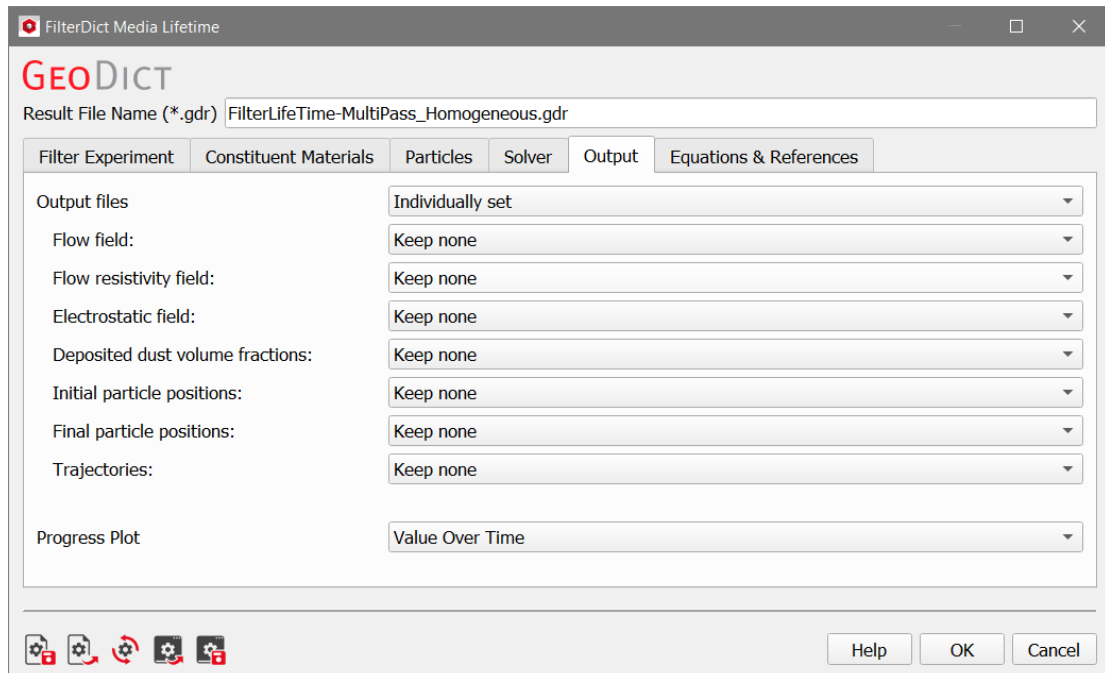 FilterDict Media Lifetime
GEODICT
Result File Name (*.gdr) FilterLifeTime-MultiPass_Homogeneous.gdr
Filter Experiment Constituent Materials Particles Solver Output Equations & References
Output files Individually set
Flow field: Keep none
Flow resistivity field: Keep none
Electrostatic field: Keep none
Deposited dust volume fractions: Keep none
Initial particle positions: Keep none
Final particle positions: Keep none
Trajectories: Keep none
Progress Plot Value Over Time
Help OK Cancel